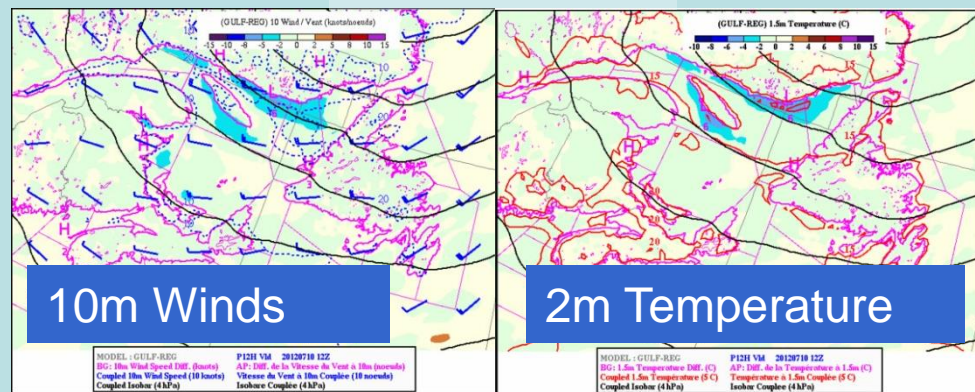 (GULF-REG) 10 Wind / Vent (knots/noeuds)
-15 -10 -8 -5 -2 0 2 5 8 10 15
10m Winds
MODEL : GULF-REG P12H VM 20120710 12Z
BG: 10m Wind Speed Diff. (knots) AP: Diff. de la Vitesse du Vent à 10m (noeuds)
Coupled 10m Wind Speed (10 knots) Vitesse du Vent à 10m Couplée (10 noeuds)
Coupled Isobar (4 hPa) Isobare Couplée (4 hPa)
(GULF-REG) 1.5m Temperature (C)
-10 -8 -5 -4 -2 0 2 4 5 8 10 15
2m Temperature
MODEL : GULF-REG P12H VM 20120710 12Z
BG: 1.5m Temperature Diff. (C) AP: Diff. de la Température à 1.5m (C)
Coupled 1.5m Temperature (5 C) Température à 1.5m Couplée (5 C)
Coupled Isobar (4 hPa) Isobare Couplée (4 hPa)